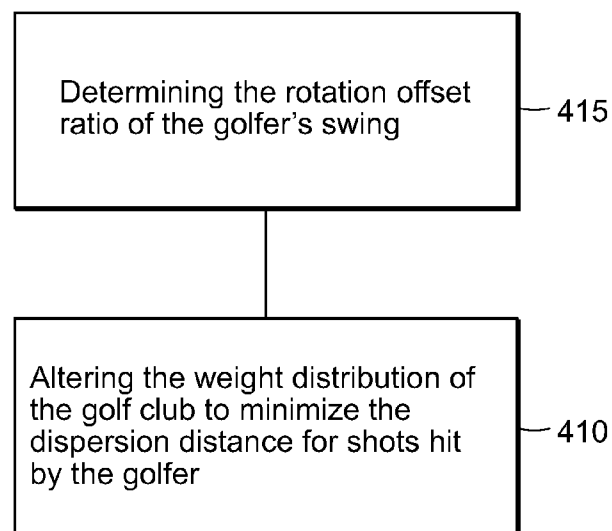 Determining the rotation offset
ratio of the golfer’s swing
415
Altering the weight distribution of
the golf club to minimize the
dispersion distance for shots hit
by the golfer
410